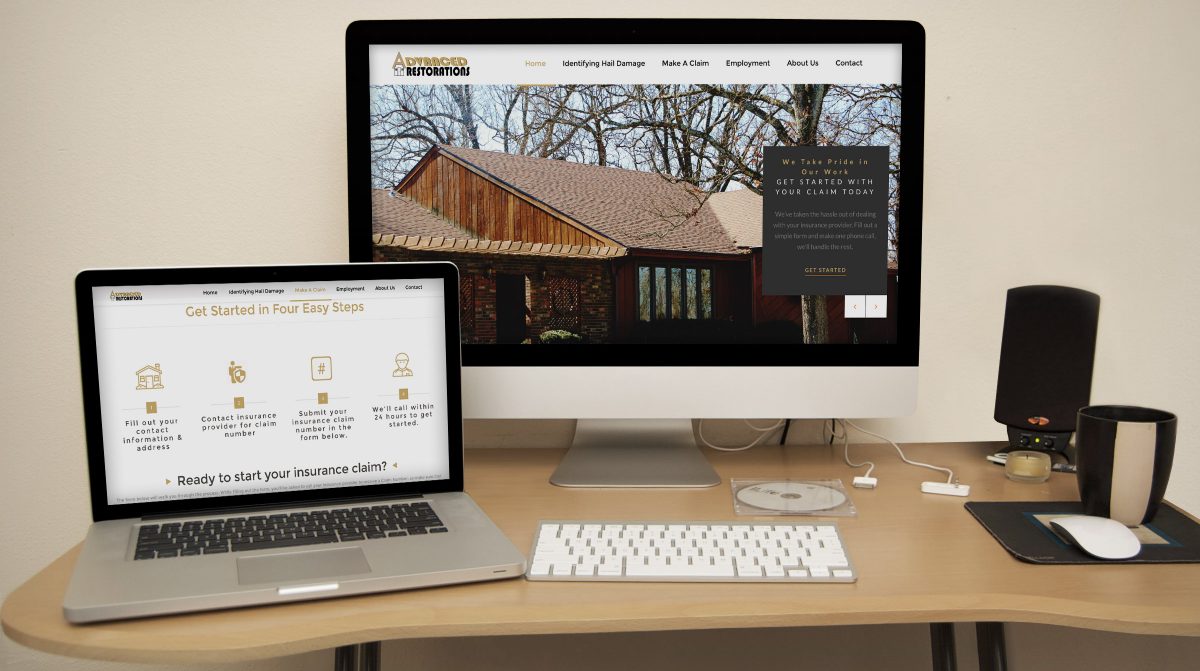 ADVANCED
RESTORATIONS
Home Identifying Hail Damage Make A Claim Employment About Us Contact
We Take Pride in
Our Work
GET STARTED WITH
YOUR CLAIM TODAY
We've taken the hassle out of dealing
with your insurance provider. Fill out a
simple form and make one phone call,
we'll handle the rest.
GET STARTED
ADVANCED
RESTORATIONS
Home Identifying Hail Damage Make A Claim Employment About Us Contact
Get Started in Four Easy Steps
#
1
Fill out your
contact
information &
address
2
Contact insurance
provider for claim
number
Submit your
insurance claim
number in the
form below.
We'll call within
24 hours to get
started.
Ready to start your insurance claim?